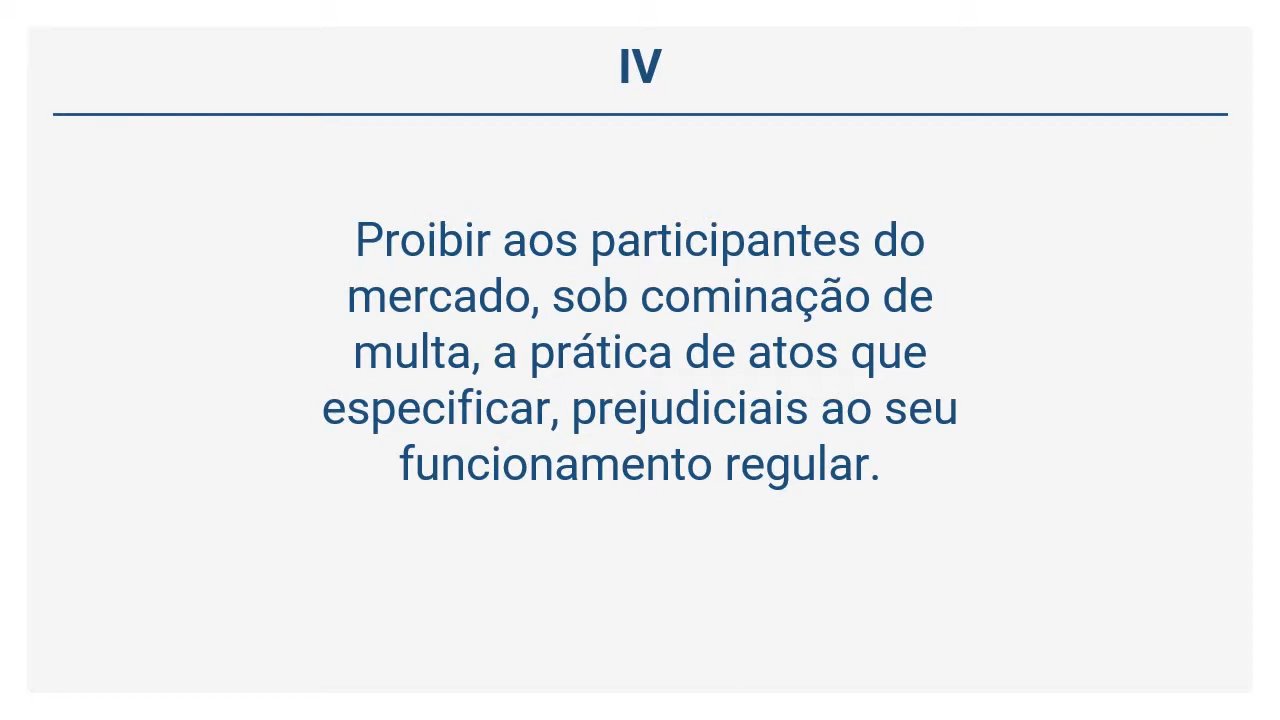 IV
Proibir aos participantes do
mercado, sob cominação de
multa, a prática de atos que
especificar, prejudiciais ao seu
funcionamento regular.